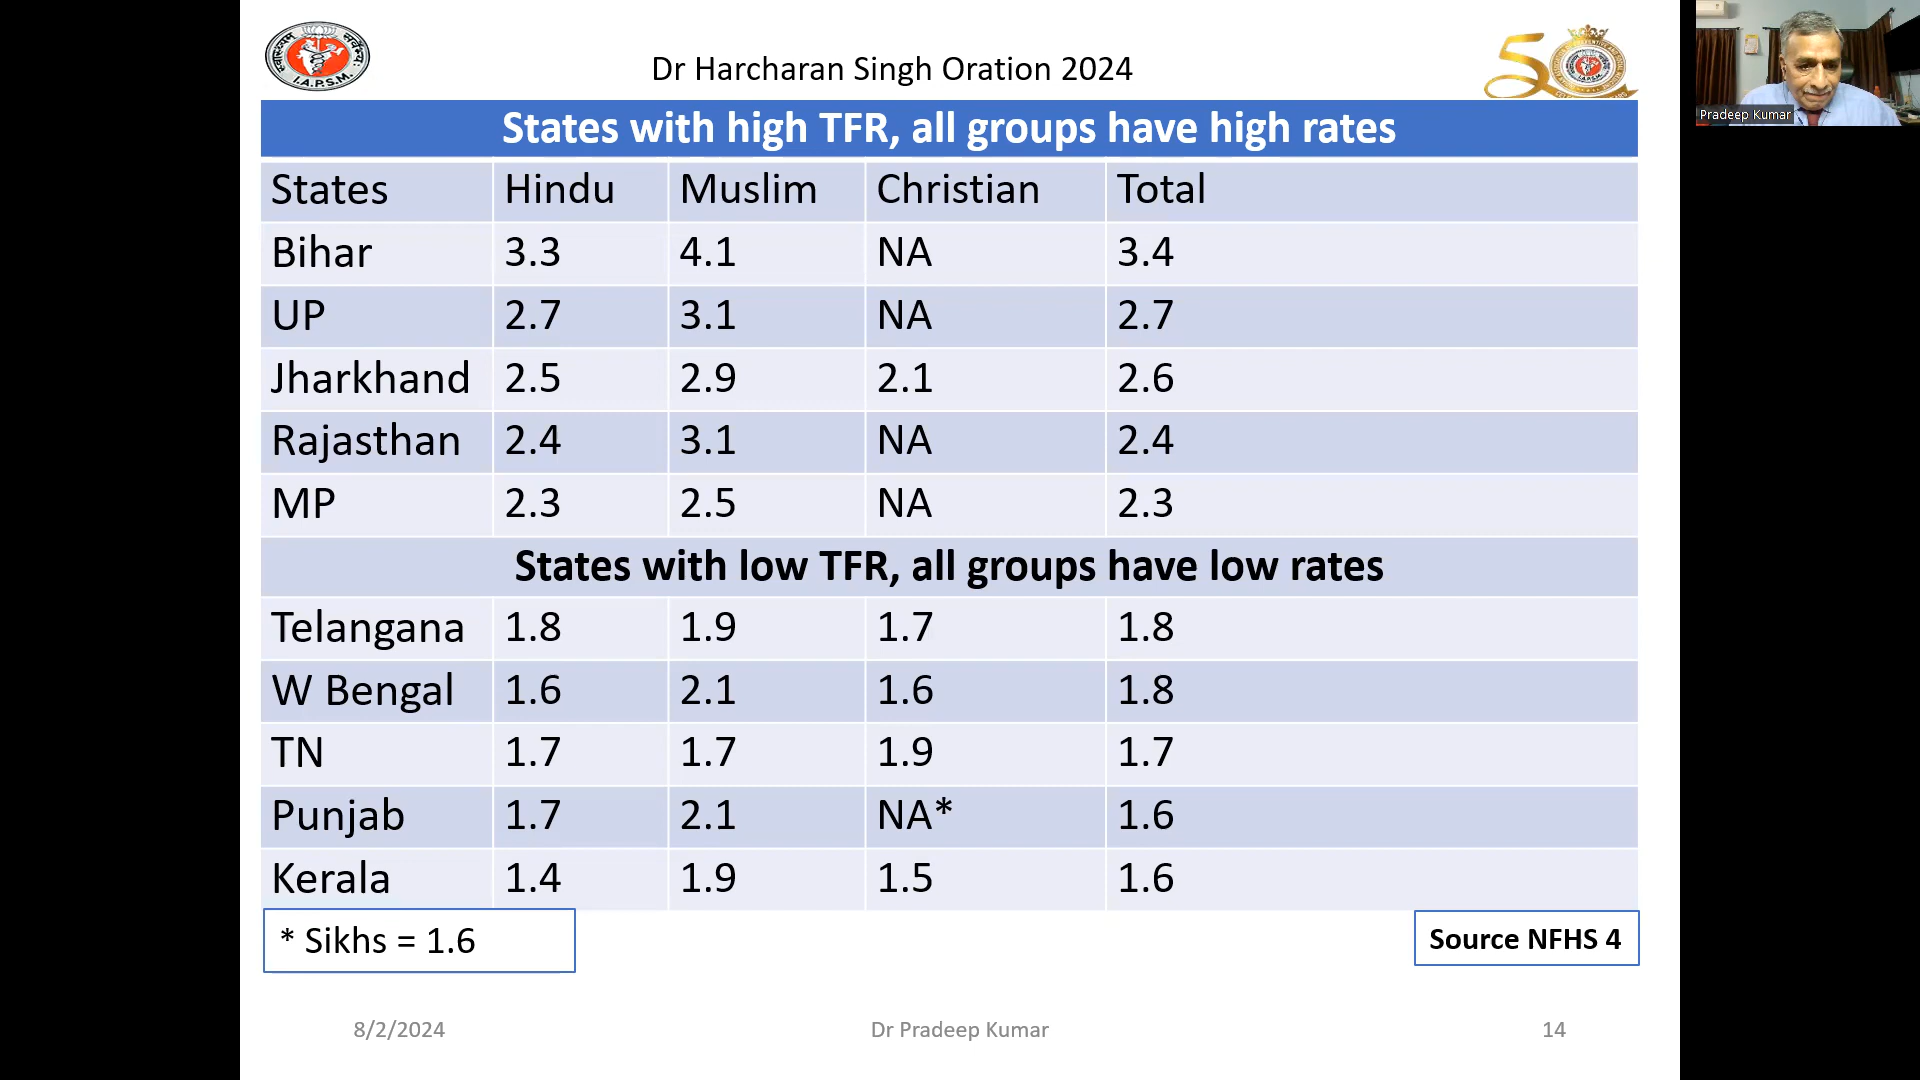 I.A.P.S.M.
Dr Harcharan Singh Oration 2024
50
Pradeep Kumar
States with high TFR, all groups have high rates
States Hindu Muslim Christian Total
Bihar 3.3 4.1 NA 3.4
UP 2.7 3.1 NA 2.7
Jharkhand 2.5 2.9 2.1 2.6
Rajasthan 2.4 3.1 NA 2.4
MP 2.3 2.5 NA 2.3
States with low TFR, all groups have low rates
Telangana 1.8 1.9 1.7 1.8
W Bengal 1.6 2.1 1.6 1.8
TN 1.7 1.7 1.9 1.7
Punjab 1.7 2.1 NA* 1.6
Kerala 1.4 1.9 1.5 1.6
* Sikhs = 1.6
Source NFHS 4
8/2/2024 Dr Pradeep Kumar 14